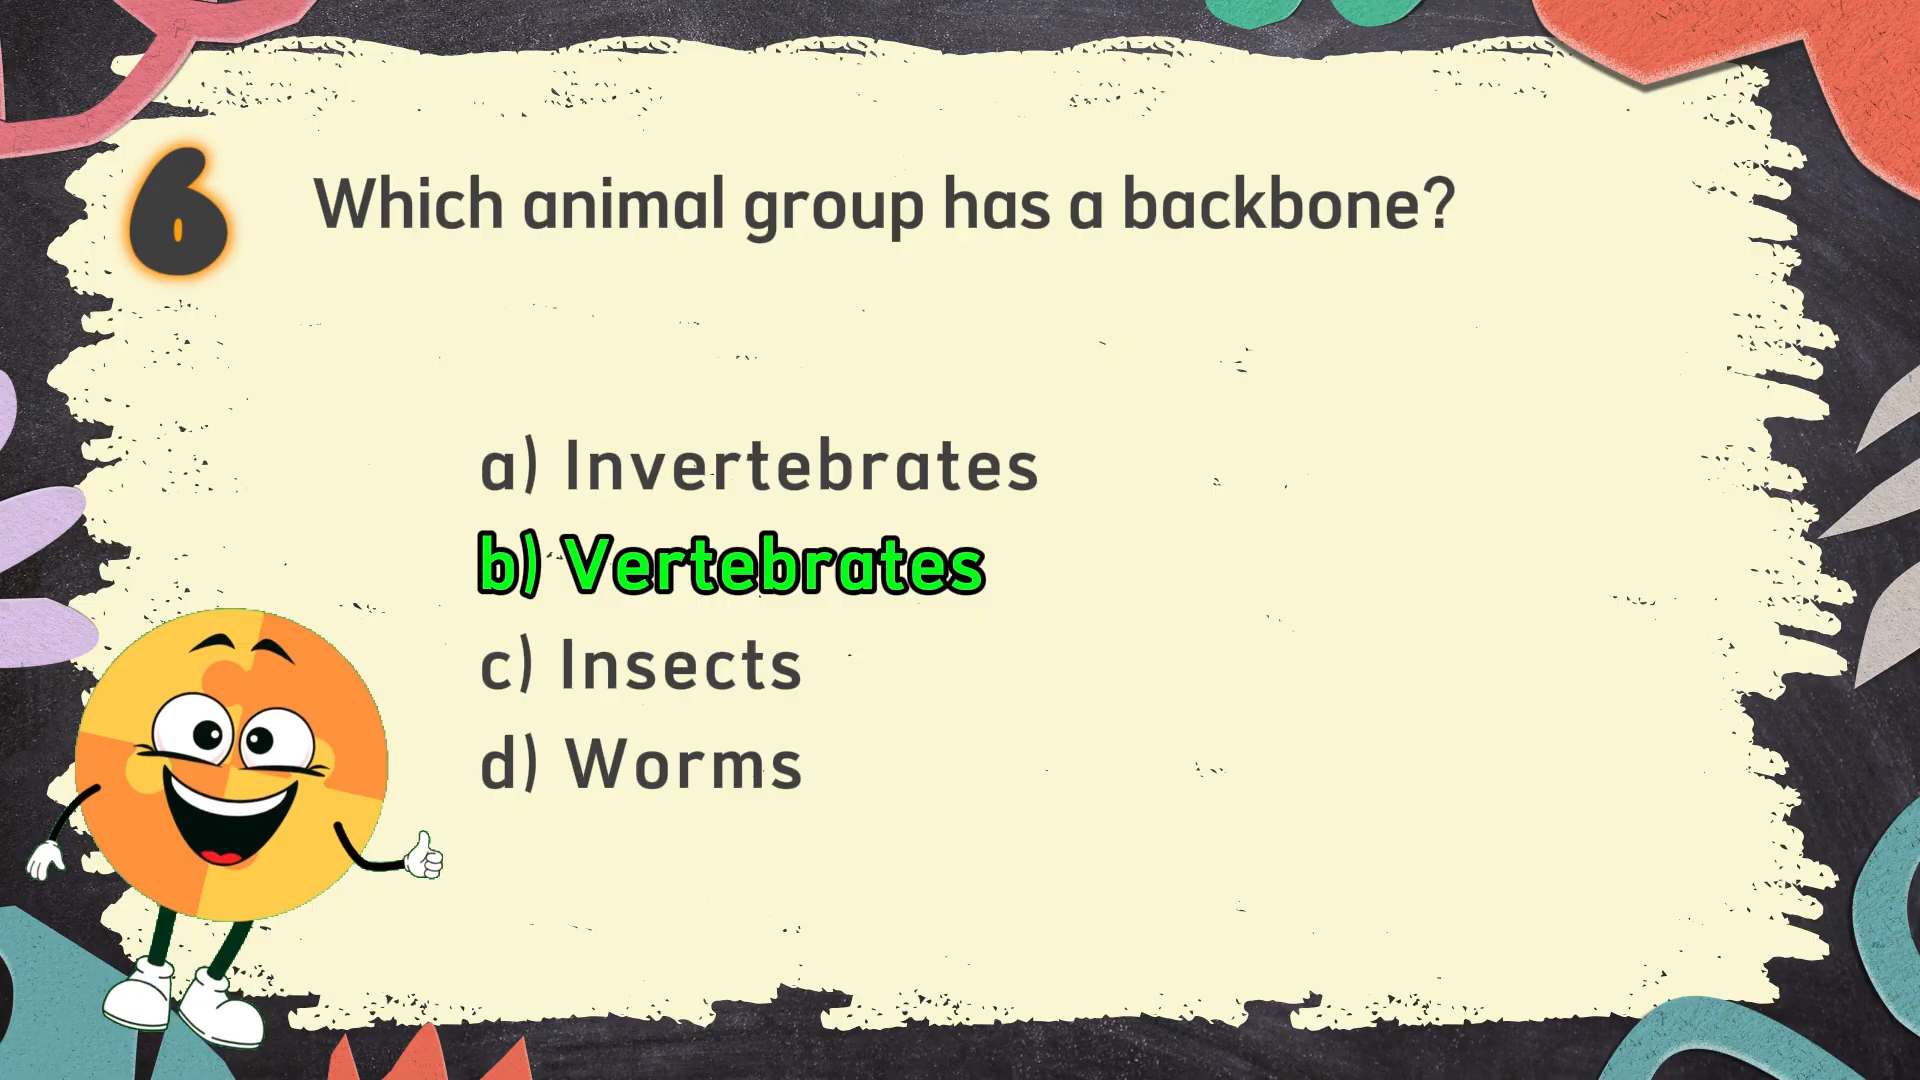 6
Which animal group has a backbone?
a) Invertebrates
b) Vertebrates
c) Insects
d) Worms